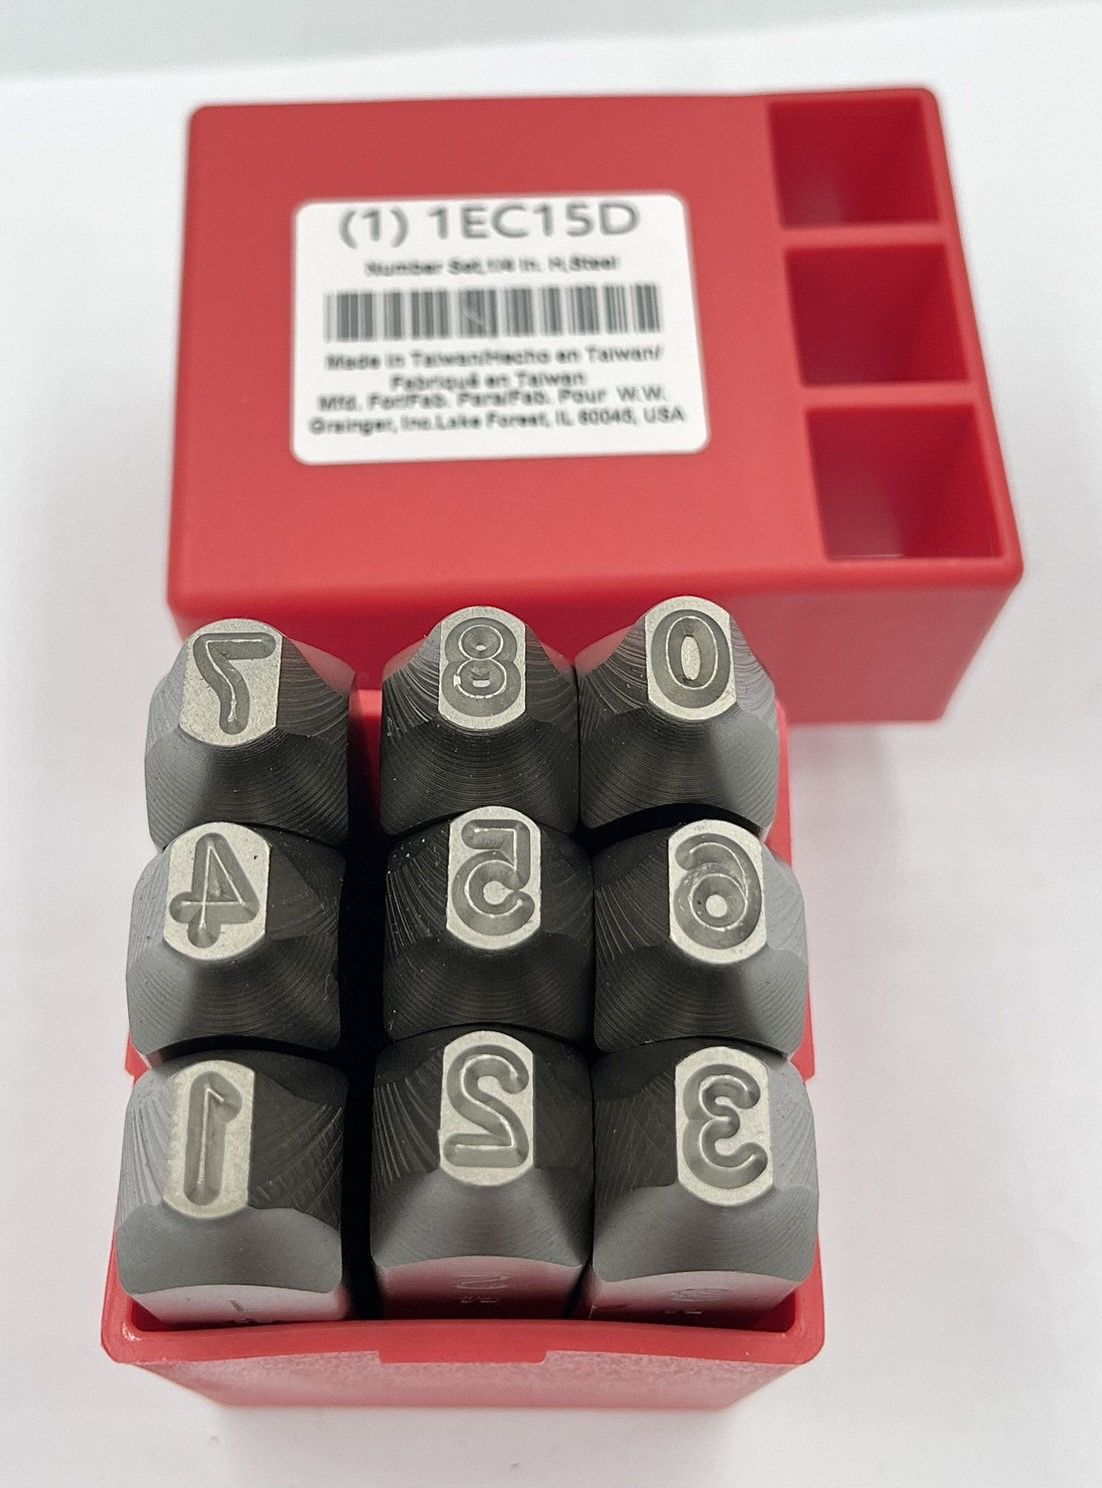 (1) 1EC15D
Number Set,1/4 in. H,Steel
Made in Taiwan/Hecho en Taiwan/
Fabriqué en Taiwan
Mfd. For/Fab. Para/Fab. Pour W.W.
Grainger, Inc.Lake Forest, IL 60045, USA
7 8 0
4 5 6
1 2 3